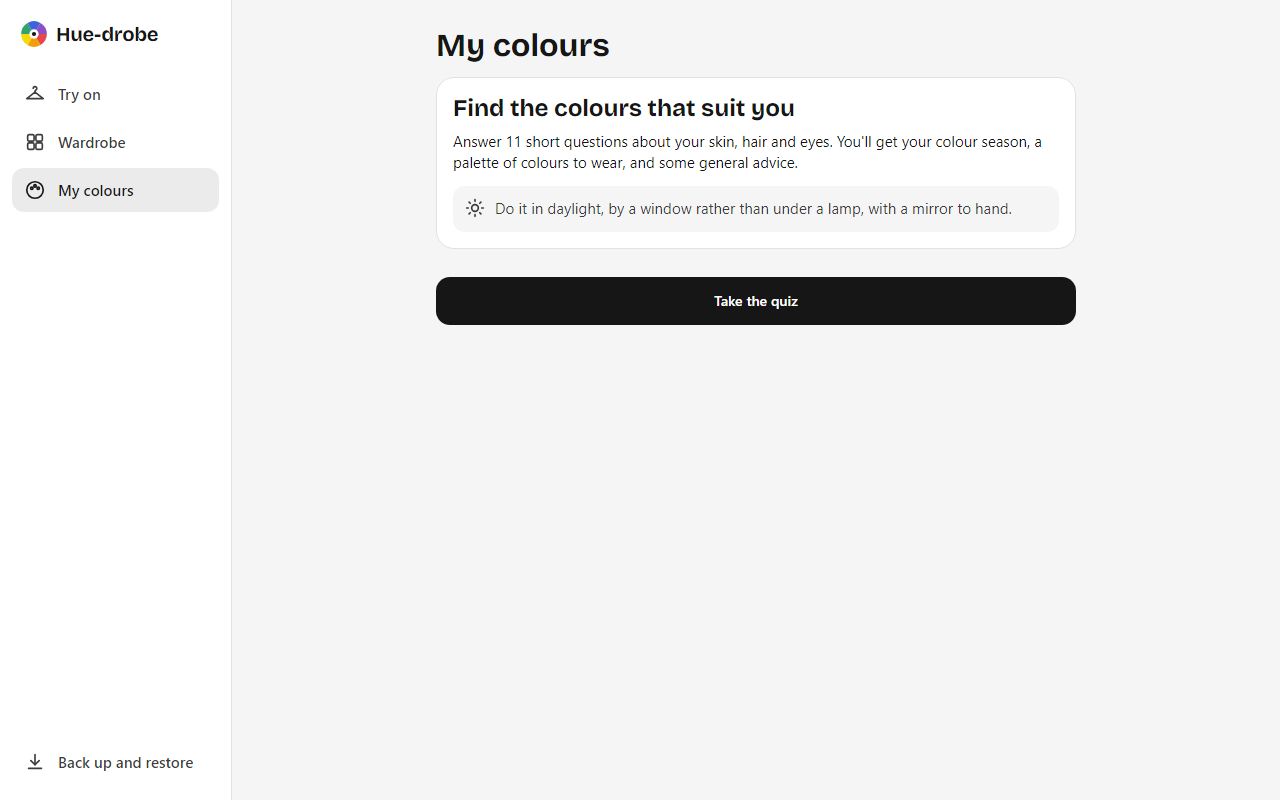 Hue-drobe
Try on
Wardrobe
My colours
Back up and restore
My colours
Find the colours that suit you
Answer 11 short questions about your skin, hair and eyes. You'll get your colour season, a
palette of colours to wear, and some general advice.
Do it in daylight, by a window rather than under a lamp, with a mirror to hand.
Take the quiz